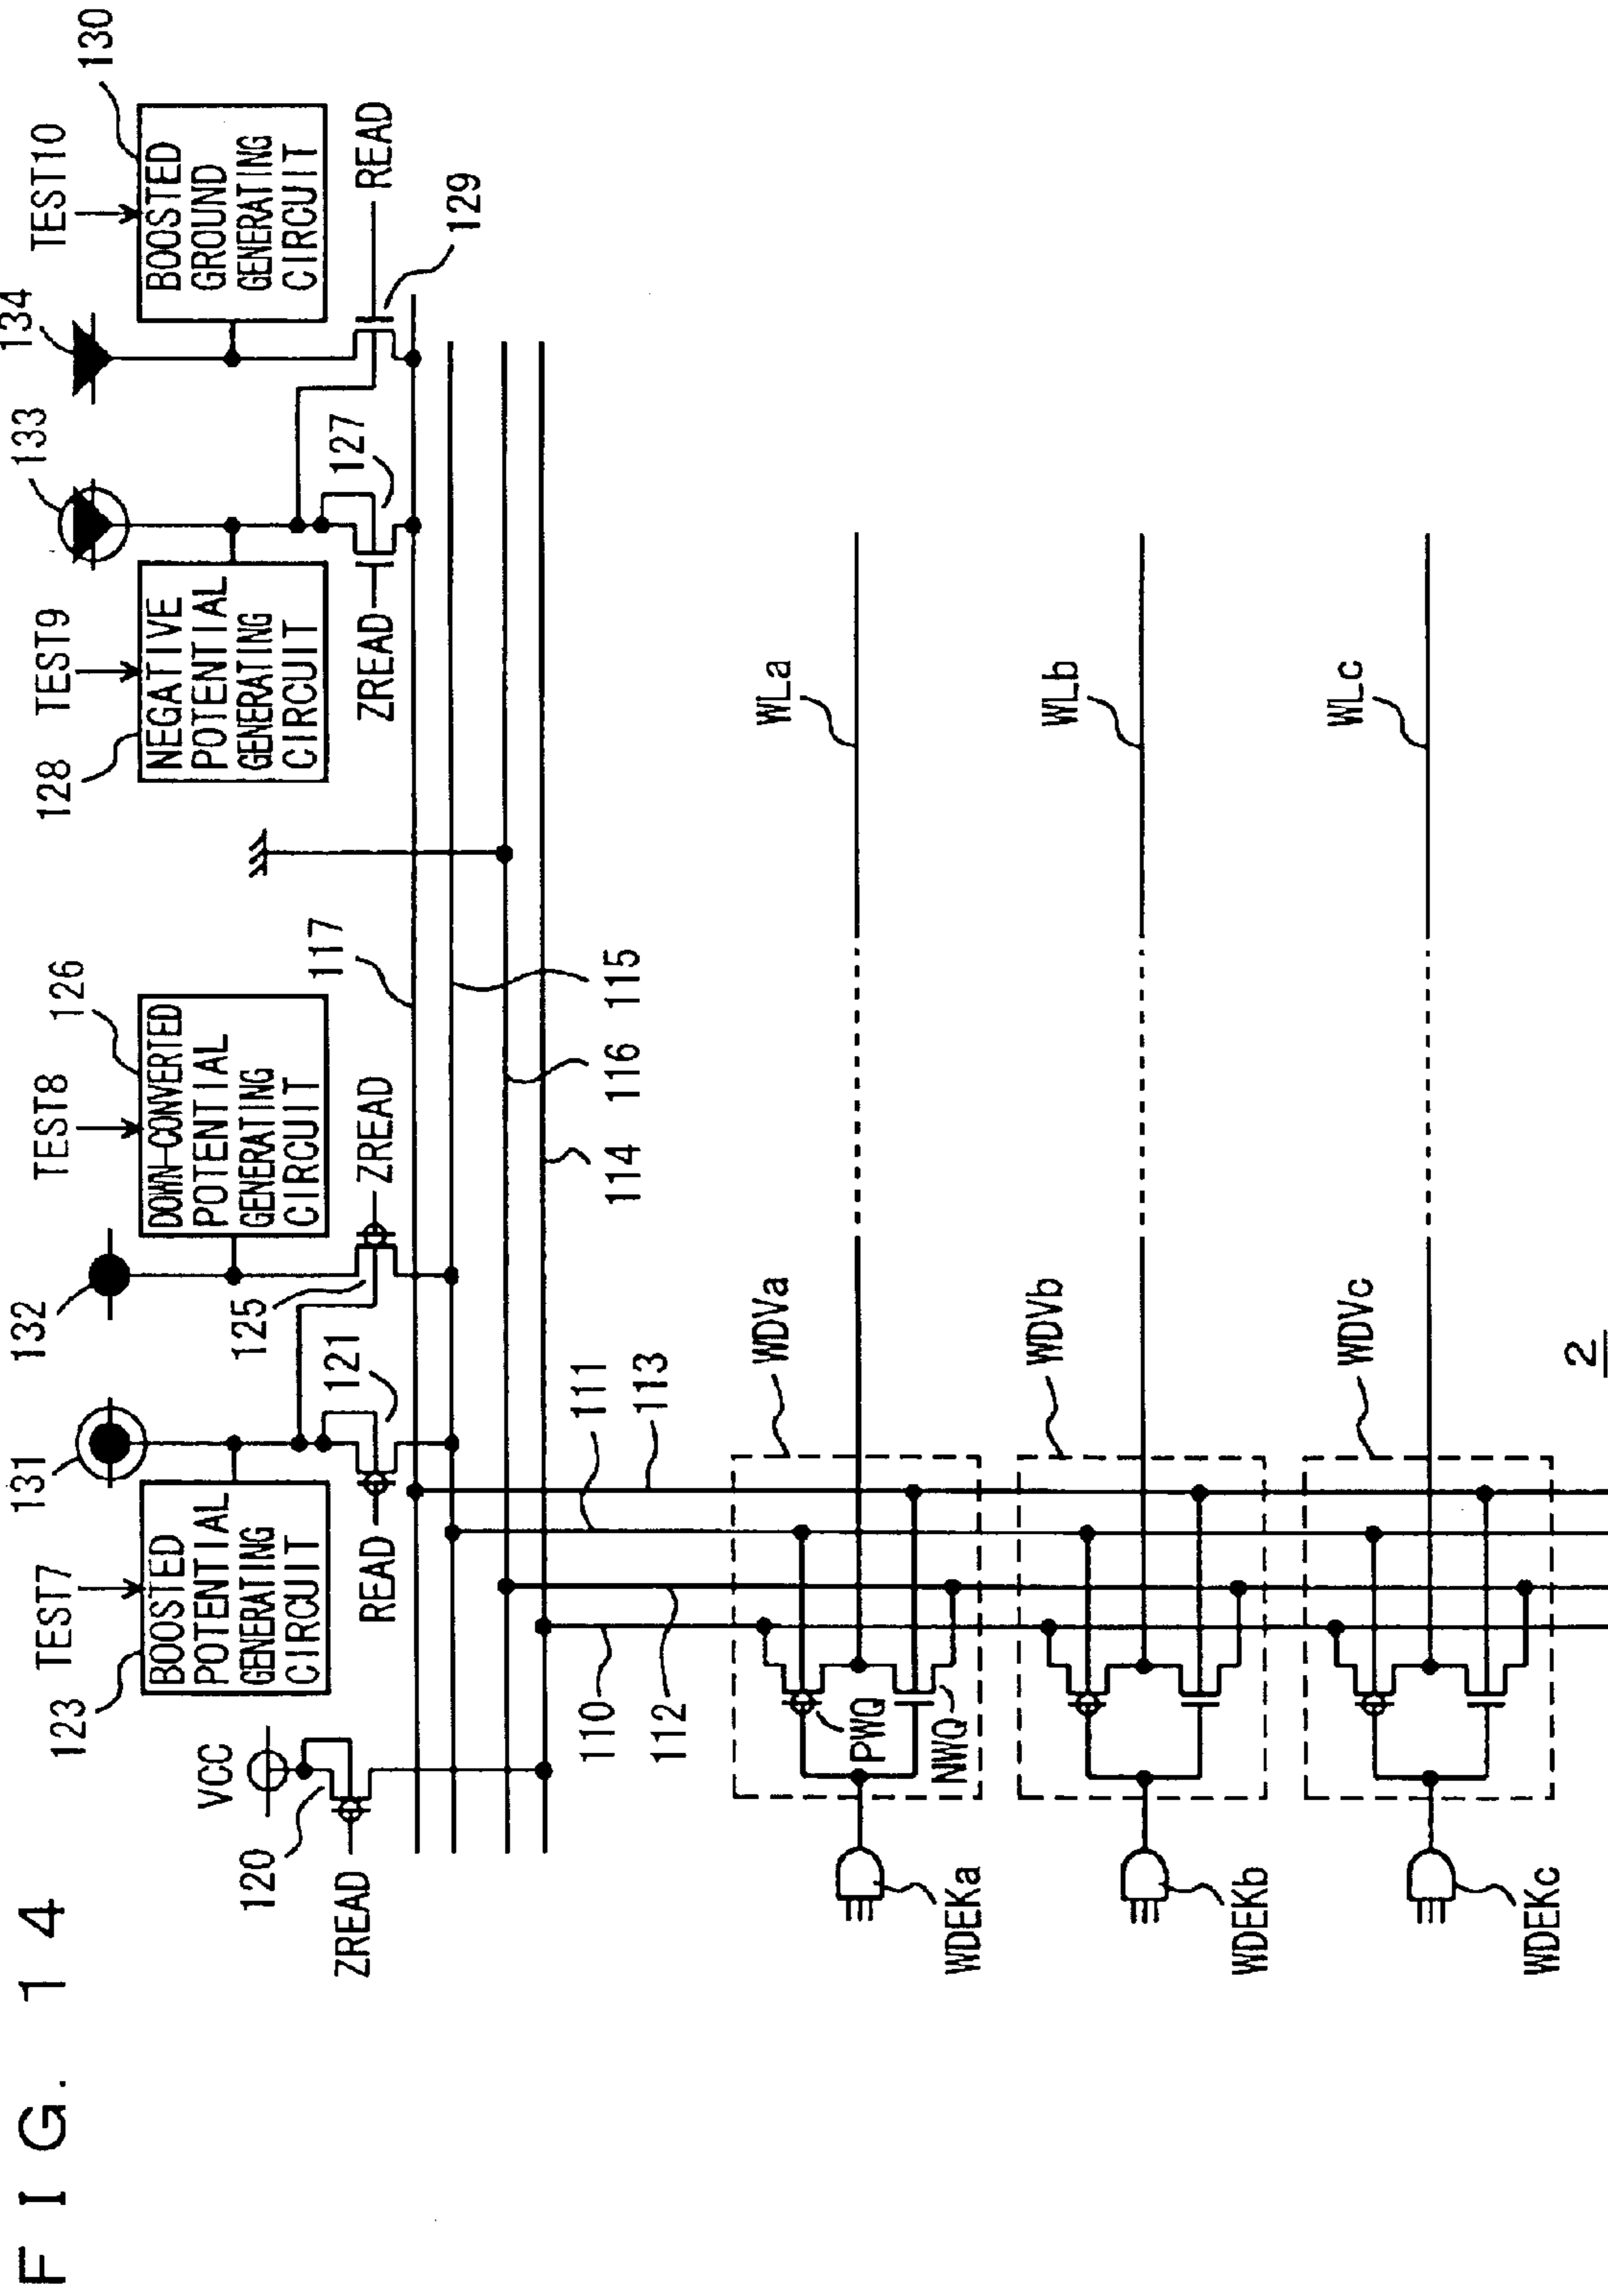 FIG. 14
TEST7
TEST8
TEST9
TEST10
123
131
132
126
128
133
134
130
VCC
BOOSTED
POTENTIAL
GENERATING
CIRCUIT
DOWN-CONVERTED
POTENTIAL
GENERATING
CIRCUIT
NEGATIVE
POTENTIAL
GENERATING
CIRCUIT
BOOSTED
GROUND
GENERATING
CIRCUIT
120
121
125
117
127
129
ZREAD
READ
ZREAD
ZREAD
READ
111
113
114
116
115
110
112
WDVa
WLa
PWQ
NWQ
WDEKa
WDVb
WLb
WDEKb
WDVc
WLc
WDEKc
2